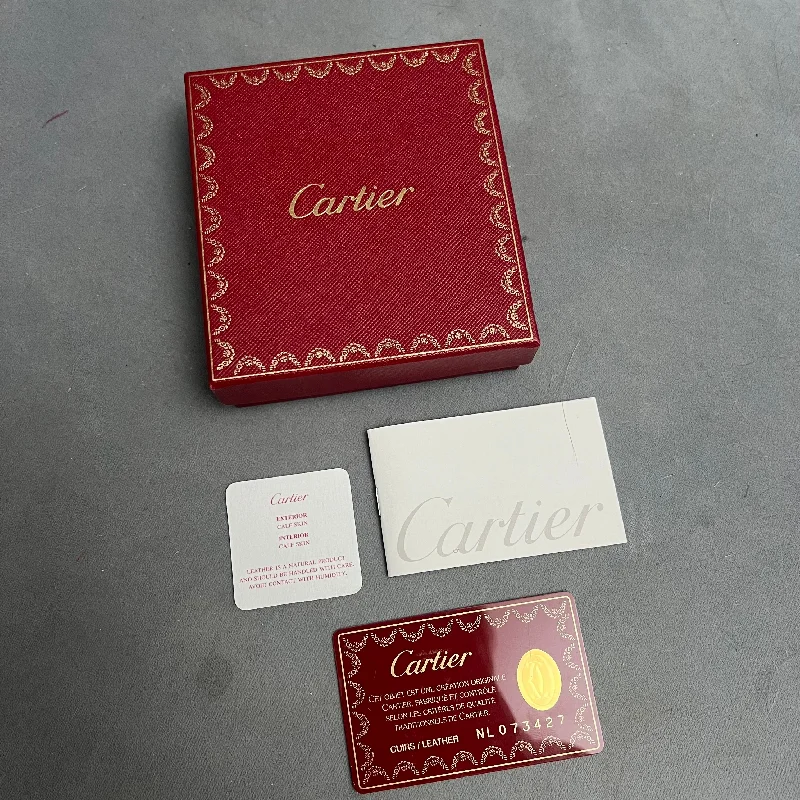 Cartier
Cartier
EXTERIOR
CALF SKIN
INTERIOR
CALF SKIN
LEATHER IS A NATURAL PRODUCT
AND SHOULD BE HANDLED WITH CARE.
AVOID CONTACT WITH HUMIDITY.
Cartier
Cartier
CET OBJET EST UNE CRÉATION ORIGINALE
CARTIER, FABRIQUÉ ET CONTRÔLÉ
SELON LES CRITÈRES DE QUALITÉ
TRADITIONNELS DE CARTIER.
CUIRS / LEATHER NL073427